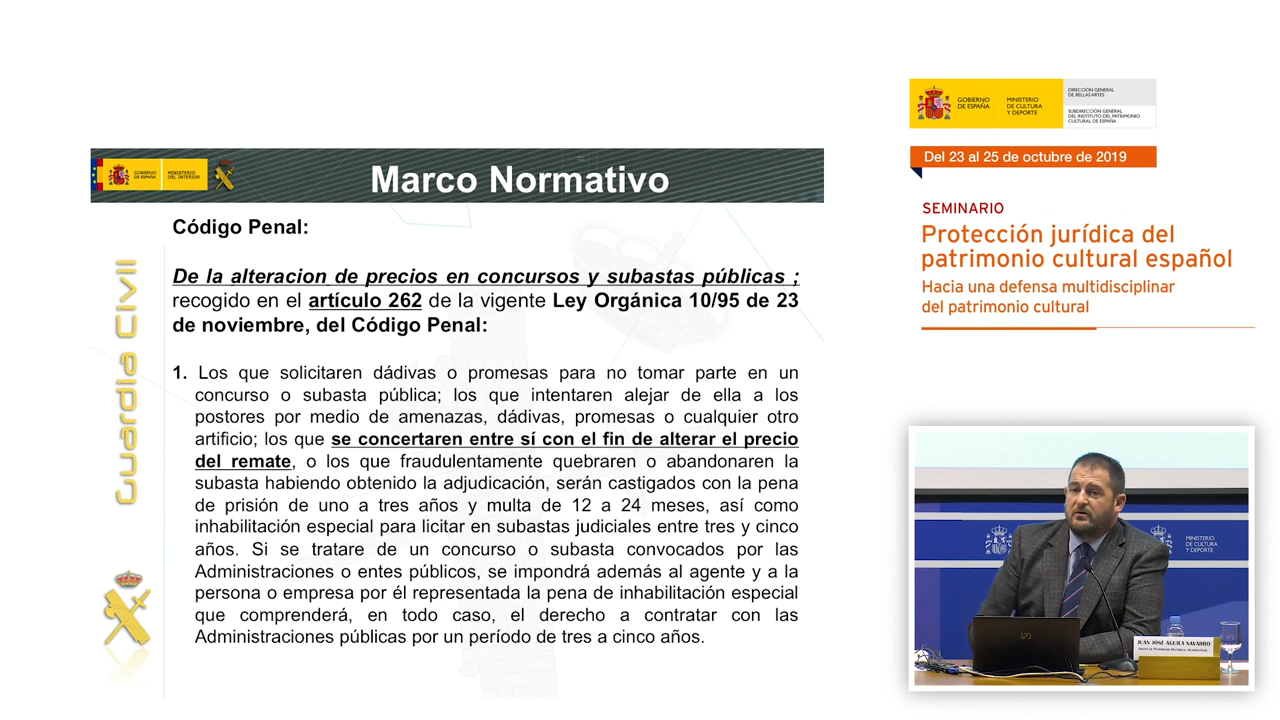 GOBIERNO
DE ESPAÑA
MINISTERIO
DEL INTERIOR
Marco Normativo
Guardia Civil
Código Penal:
De la alteracion de precios en concursos y subastas públicas ;
recogido en el artículo 262 de la vigente Ley Orgánica 10/95 de 23
de noviembre, del Código Penal:
1. Los que solicitaren dádivas o promesas para no tomar parte en un
concurso o subasta pública; los que intentaren alejar de ella a los
postores por medio de amenazas, dádivas, promesas o cualquier otro
artificio; los que se concertaren entre sí con el fin de alterar el precio
del remate, o los que fraudulentamente quebraren o abandonaren la
subasta habiendo obtenido la adjudicación, serán castigados con la pena
de prisión de uno a tres años y multa de 12 a 24 meses, así como
inhabilitación especial para licitar en subastas judiciales entre tres y cinco
años. Si se tratare de un concurso o subasta convocados por las
Administraciones o entes públicos, se impondrá además al agente y a la
persona o empresa por él representada la pena de inhabilitación especial
que comprenderá, en todo caso, el derecho a contratar con las
Administraciones públicas por un período de tres a cinco años.
GOBIERNO
DE ESPAÑA
MINISTERIO
DE CULTURA
Y DEPORTE
DIRECCIÓN GENERAL
DE BELLAS ARTES
SUBDIRECCIÓN GENERAL
DEL INSTITUTO DEL PATRIMONIO
CULTURAL DE ESPAÑA
Del 23 al 25 de octubre de 2019
SEMINARIO
Protección jurídica del
patrimonio cultural español
Hacia una defensa multidisciplinar
del patrimonio cultural
MINISTERIO
DE CULTURA
Y DEPORTE
JUAN JOSÉ ÁGUILA NAVARRO